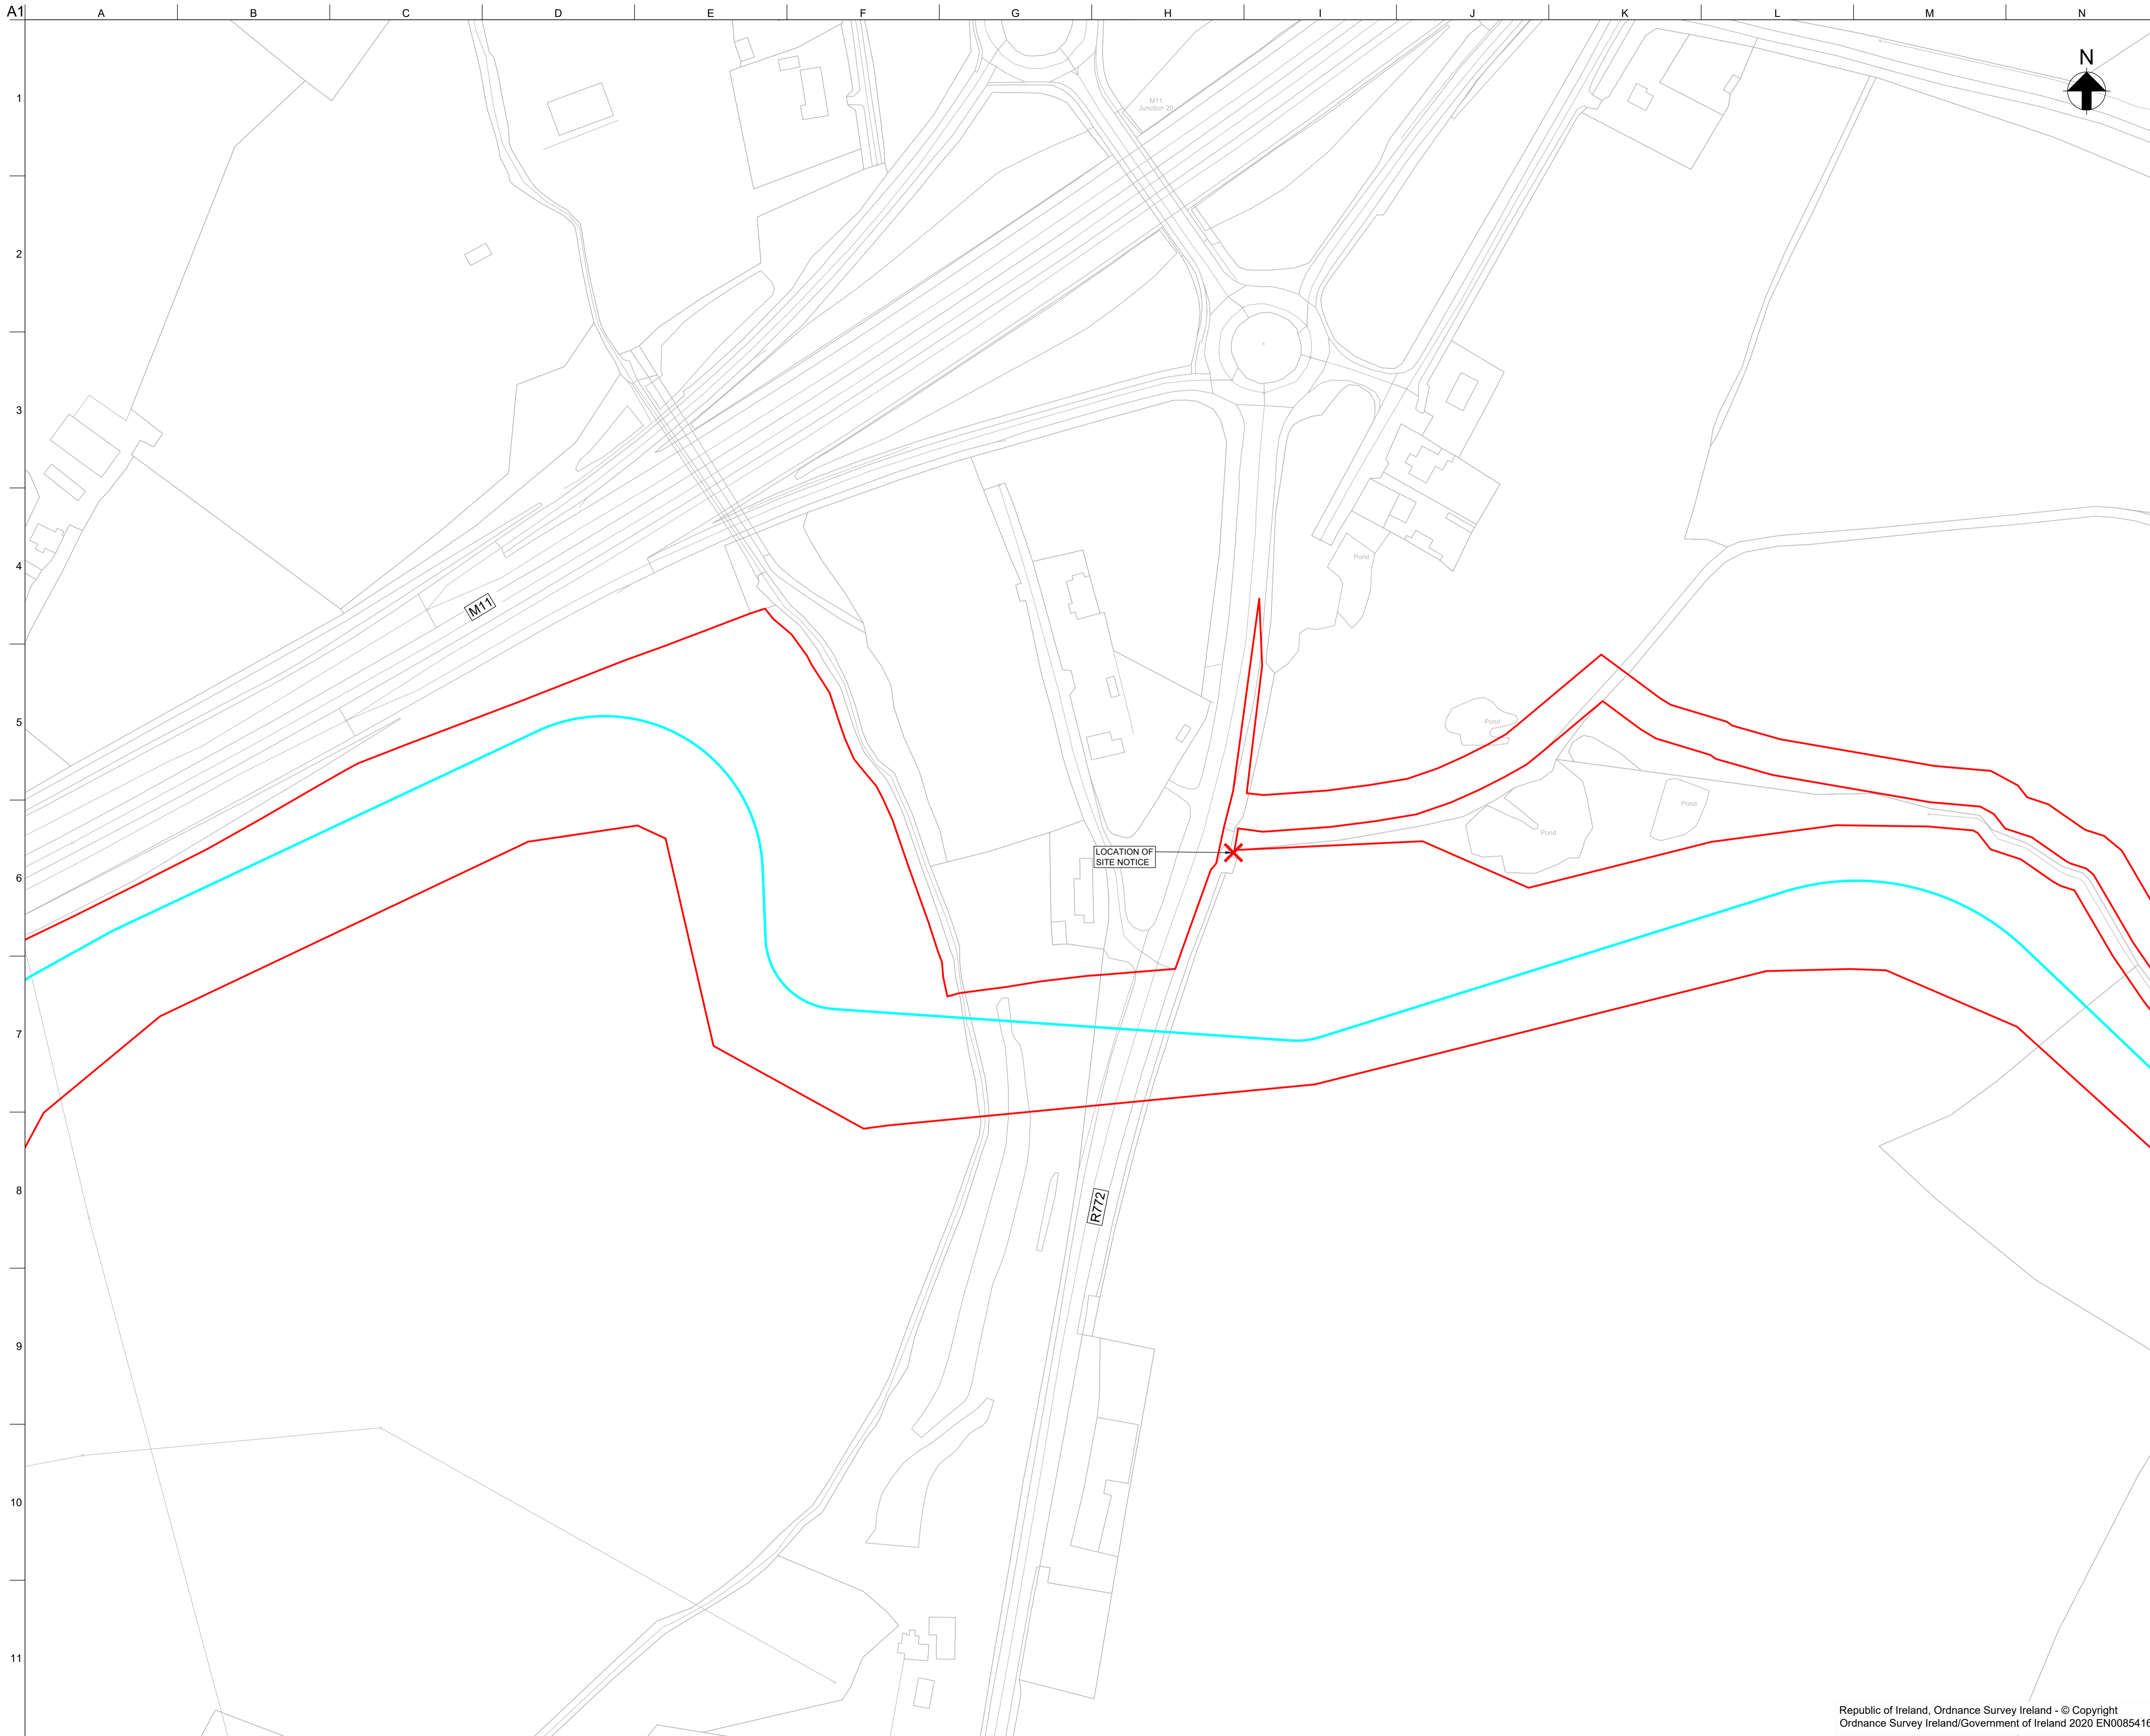 A1
A B C D E F G H I J K L M N
N
1
M11
Junction 20
2
3
4
Pond
M11
5
Pond
Pond
Pond
LOCATION OF
SITE NOTICE
6
7
8
R772
9
10
11
Republic of Ireland, Ordnance Survey Ireland - © Copyright
Ordnance Survey Ireland/Government of Ireland 2020 EN0085416